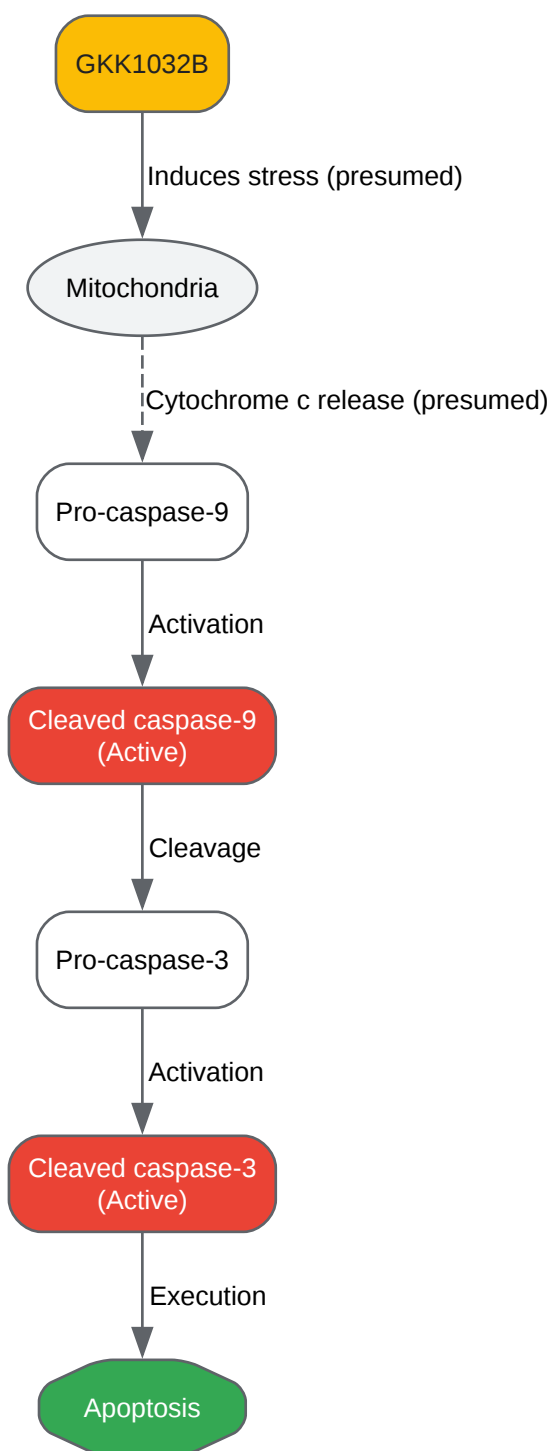 GKK1032B
Induces stress (presumed)
Mitochondria
Cytochrome c release (presumed)
Pro-caspase-9
Activation
Cleaved caspase-9
(Active)
Cleavage
Pro-caspase-3
Activation
Cleaved caspase-3
(Active)
Execution
Apoptosis